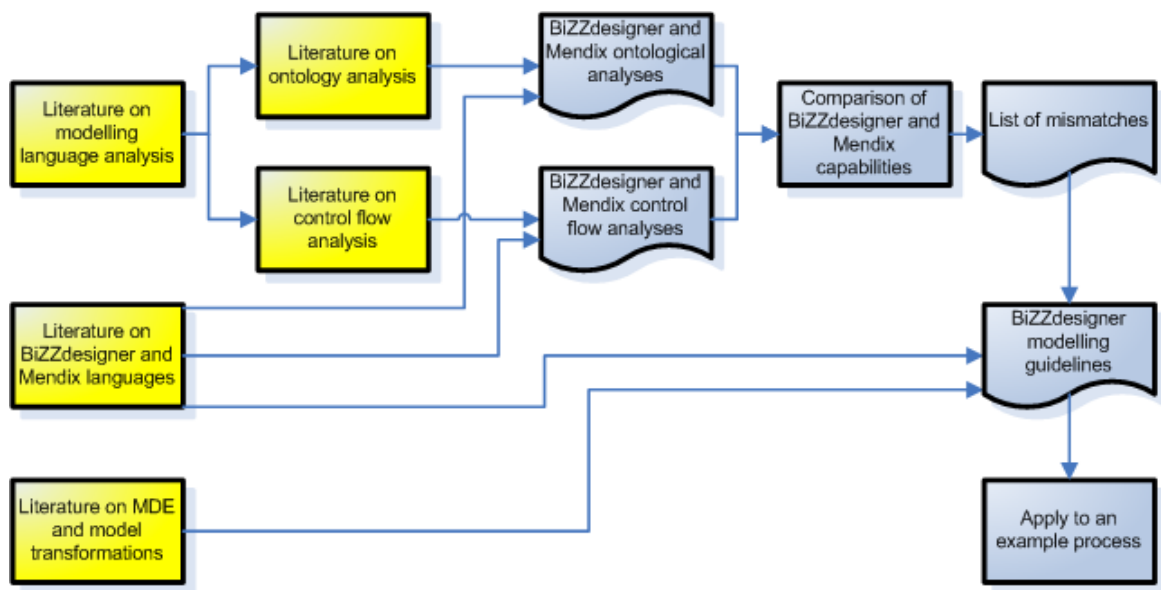 Literature on
ontology analysis
BiZZdesigner and
Mendix ontological
analyses
Literature on
modelling
language analysis
Comparison of
BiZZdesigner and
Mendix
capabilities
List of mismatches
Literature on
control flow
analysis
BiZZdesigner and
Mendix control
flow analyses
Literature on
BiZZdesigner and
Mendix languages
BiZZdesigner
modelling
guidelines
Literature on MDE
and model
transformations
Apply to an
example process